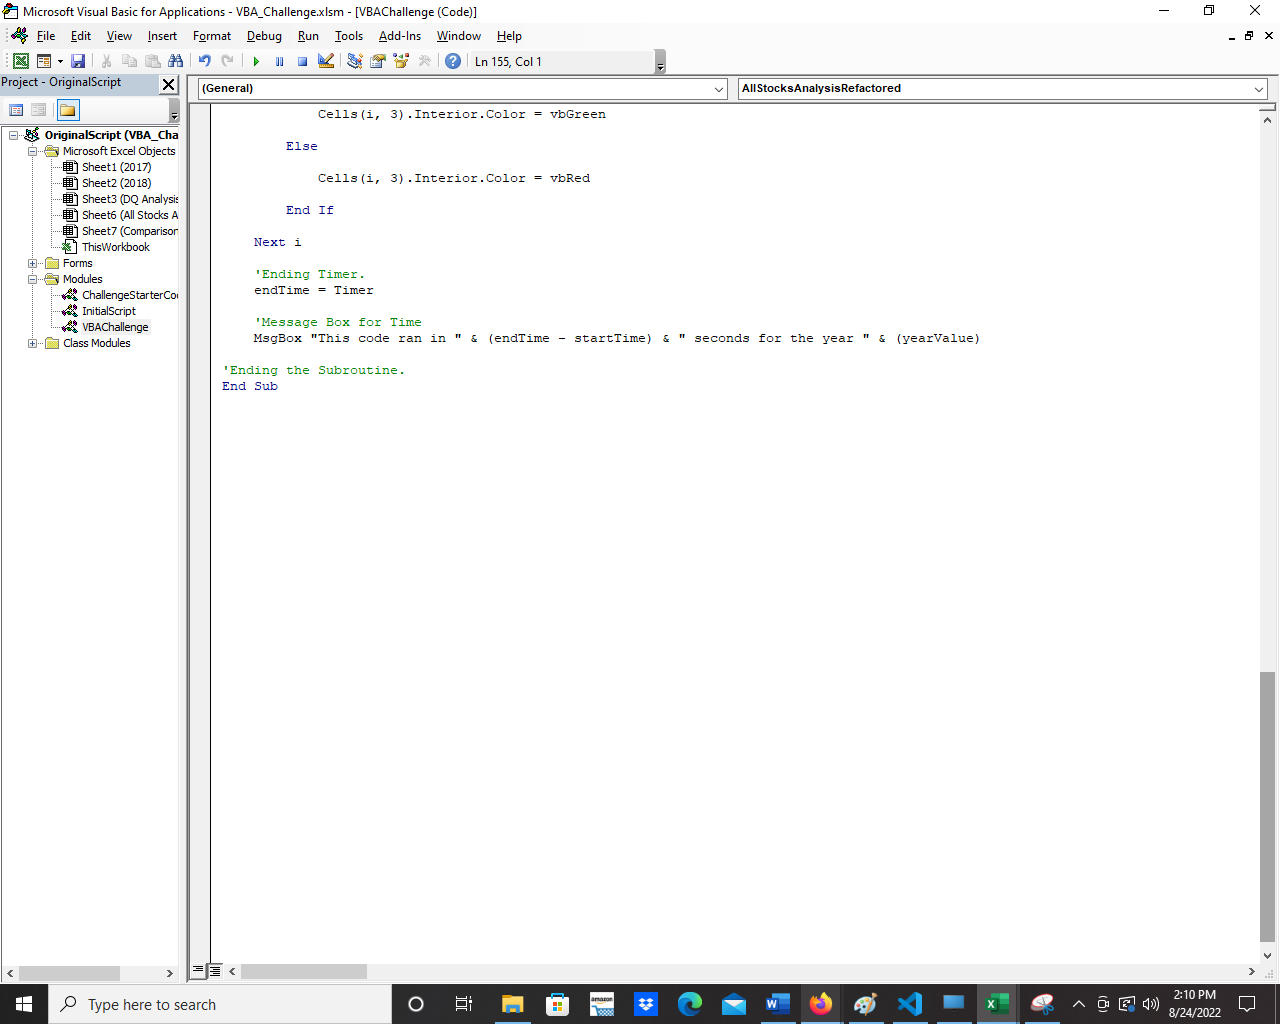 Microsoft Visual Basic for Applications - VBA_Challenge.xlsm - [VBAChallenge (Code)]
File Edit View Insert Format Debug Run Tools Add-Ins Window Help
Ln 155, Col 1
Project - OriginalScript
(General)
AllStocksAnalysisRefactored
OriginalScript (VBA_Cha
Microsoft Excel Objects
Sheet1 (2017)
Sheet2 (2018)
Sheet3 (DQ Analysis
Sheet6 (All Stocks A
Sheet7 (Comparison
ThisWorkbook
Forms
Modules
ChallengeStarterCo
InitialScript
VBAChallenge
Class Modules
Cells(i, 3).Interior.Color = vbGreen
Else
Cells(i, 3).Interior.Color = vbRed
End If
Next i
'Ending Timer.
endTime = Timer
'Message Box for Time
MsgBox "This code ran in " & (endTime - startTime) & " seconds for the year " & (yearValue)
'Ending the Subroutine.
End Sub
Type here to search
amazon
2:10 PM
8/24/2022